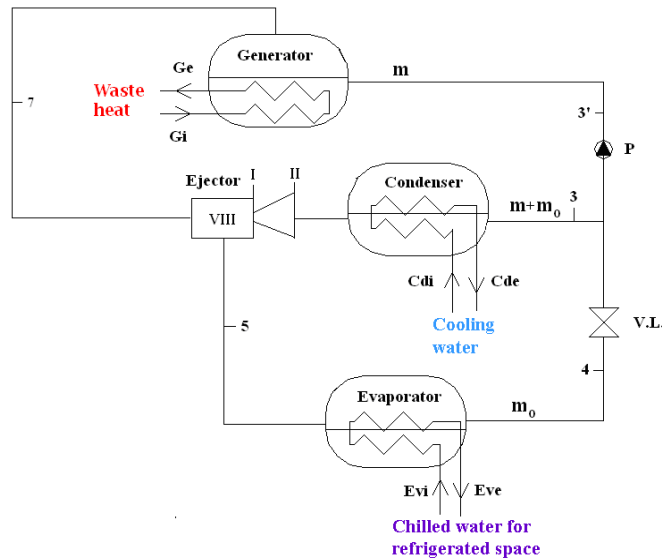 Generator
Ge
m
Waste
heat
7
3'
Gi
P
I
II
Ejector
Condenser
3
m+m₀
VIII
Cdi
Cde
Cooling
water
V.L.
5
4
Evaporator
m₀
Evi
Eve
Chilled water for
refrigerated space